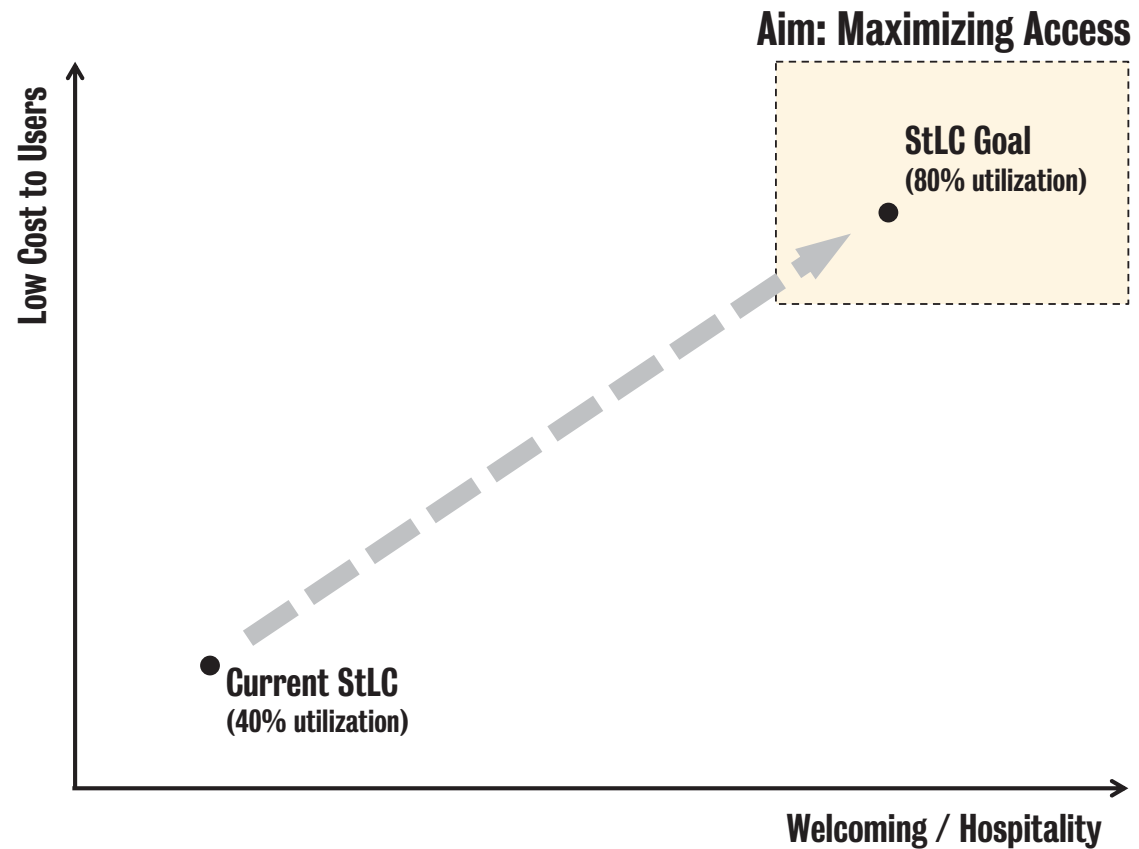 Aim: Maximizing Access
Low Cost to Users
StLC Goal
(80% utilization)
Current StLC
(40% utilization)
Welcoming / Hospitality